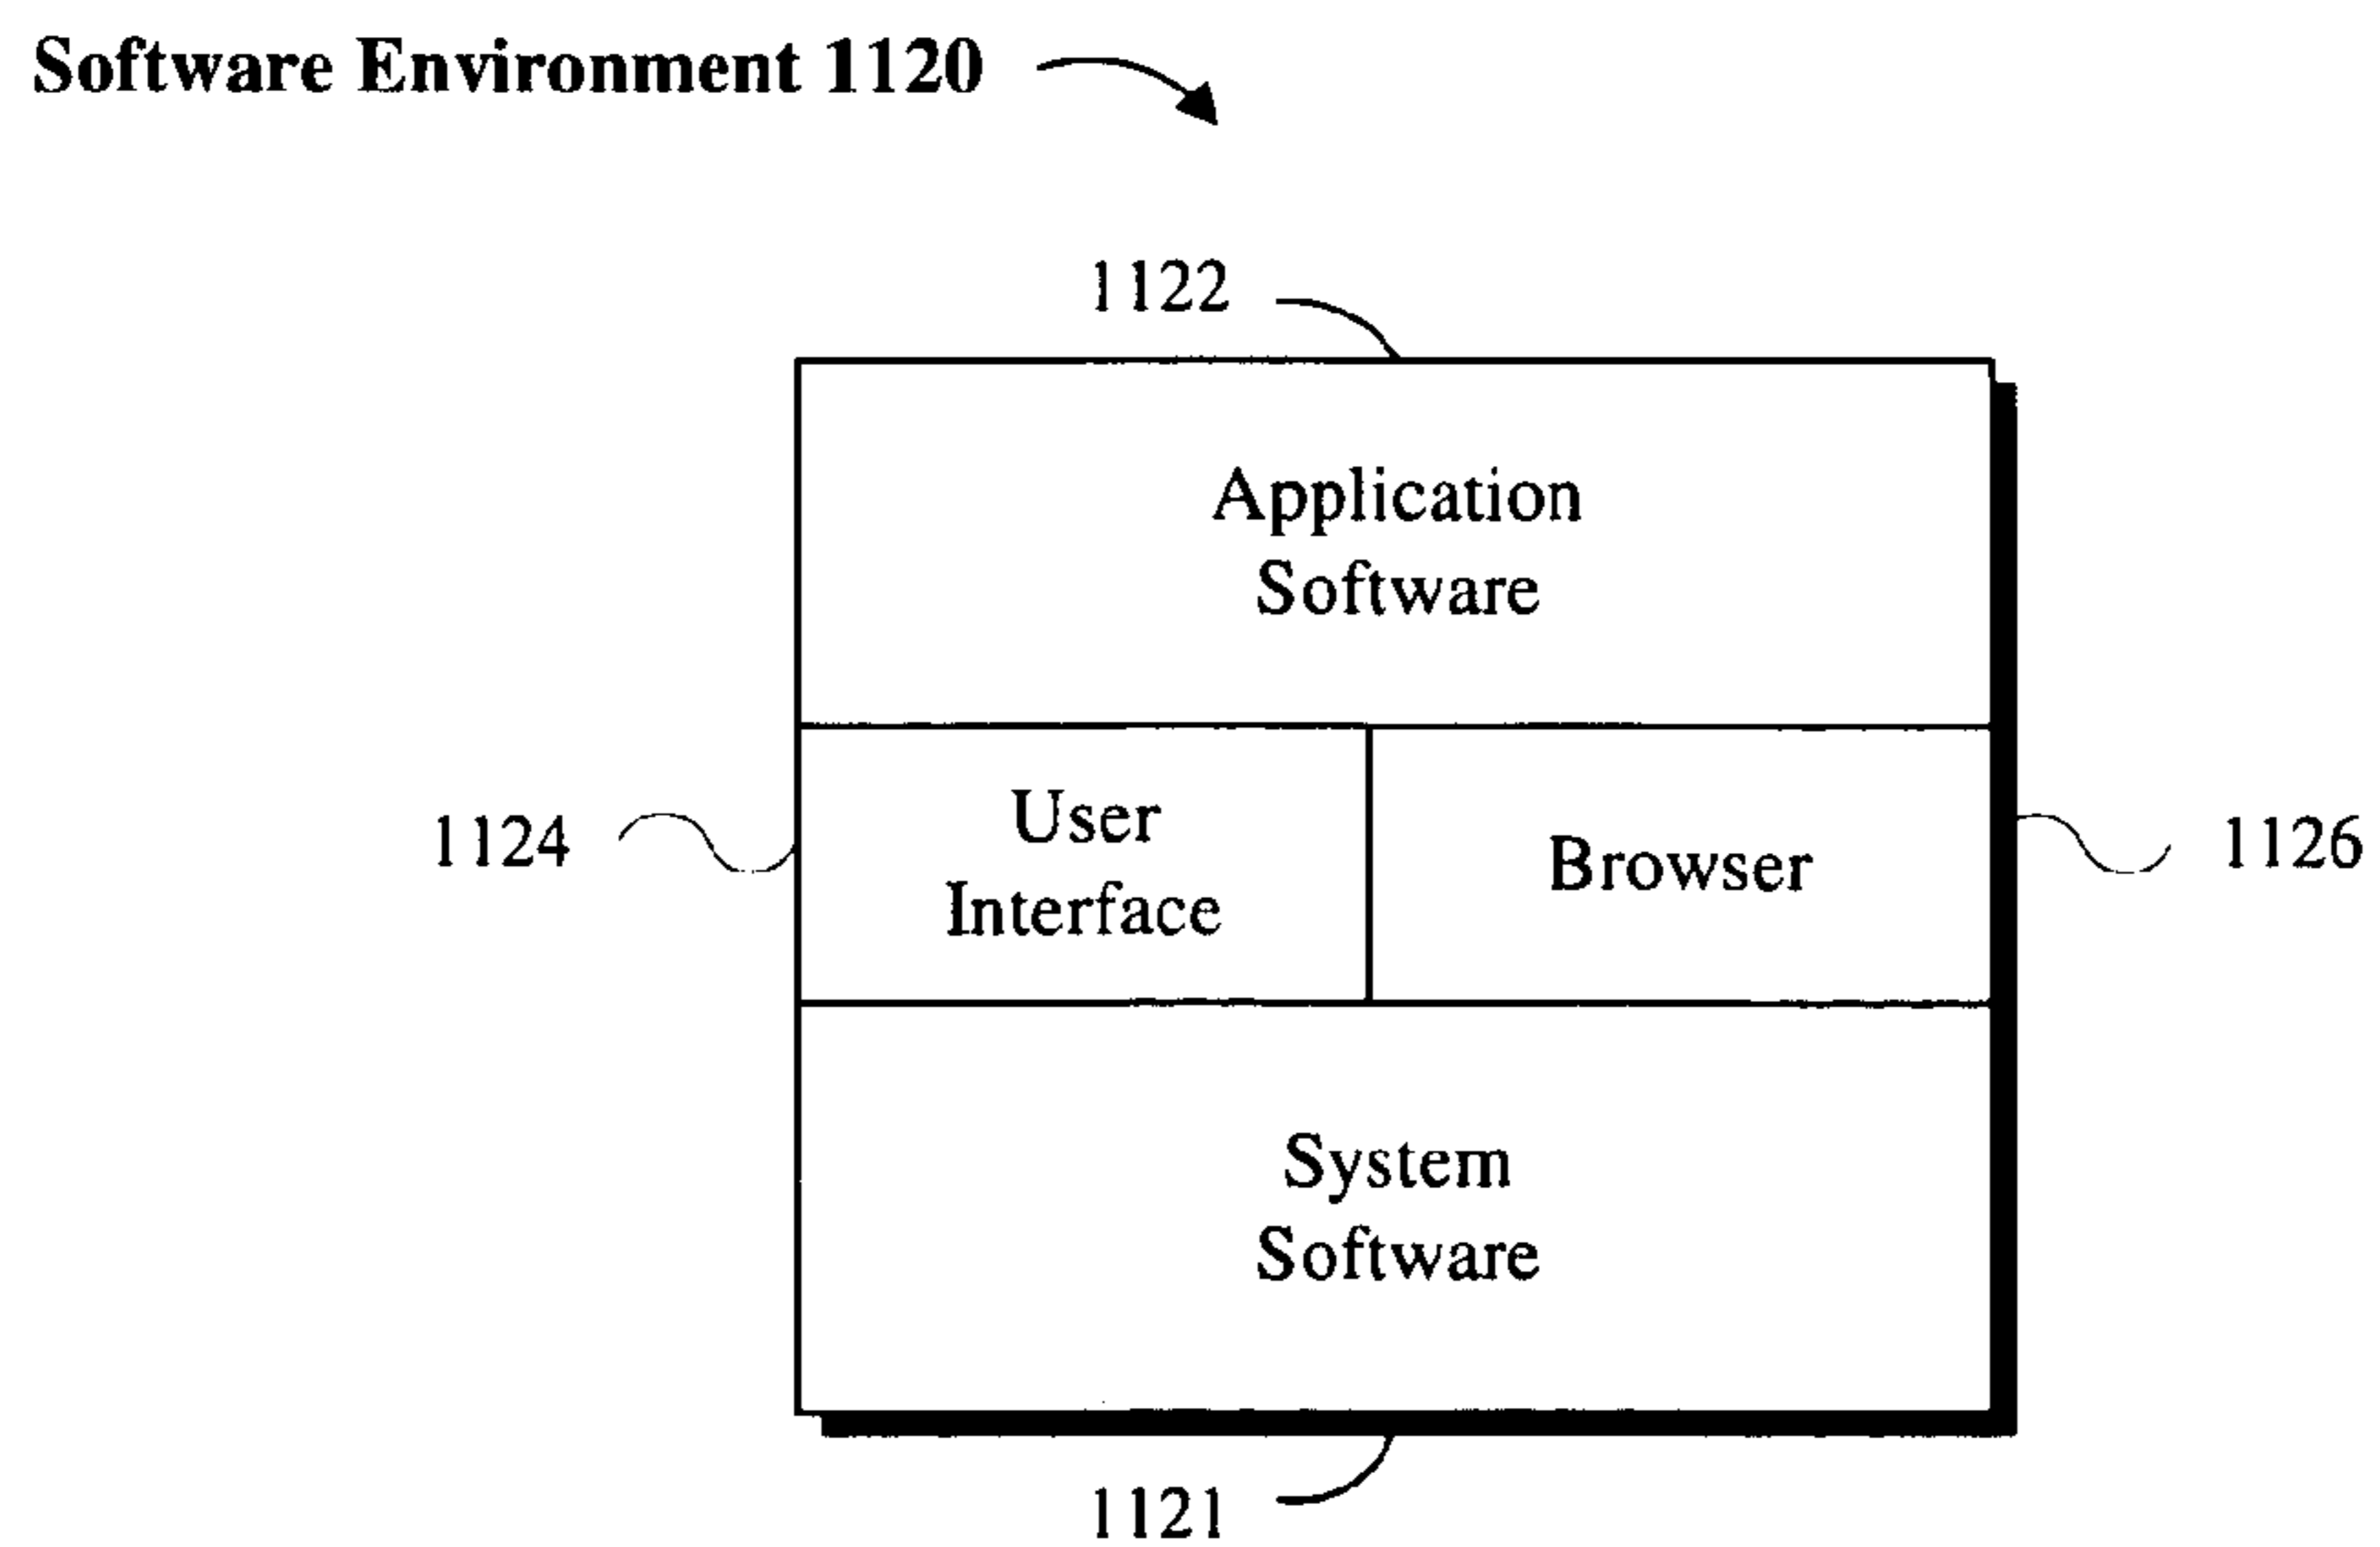 Software Environment 1120
1122
Application
Software
1124
User
Interface
Browser
1126
System
Software
1121